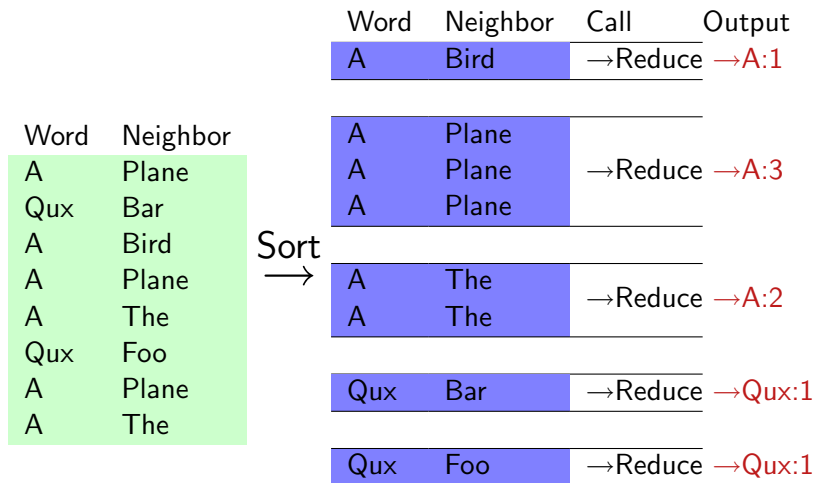 Word Neighbor
A Plane
Qux Bar
A Bird
A Plane
A The
Qux Foo
A Plane
A The
Sort
→
Word Neighbor Call Output
A Bird →Reduce →A:1
A Plane
A Plane →Reduce →A:3
A Plane
A The
→Reduce →A:2
A The
Qux Bar →Reduce →Qux:1
Qux Foo →Reduce →Qux:1